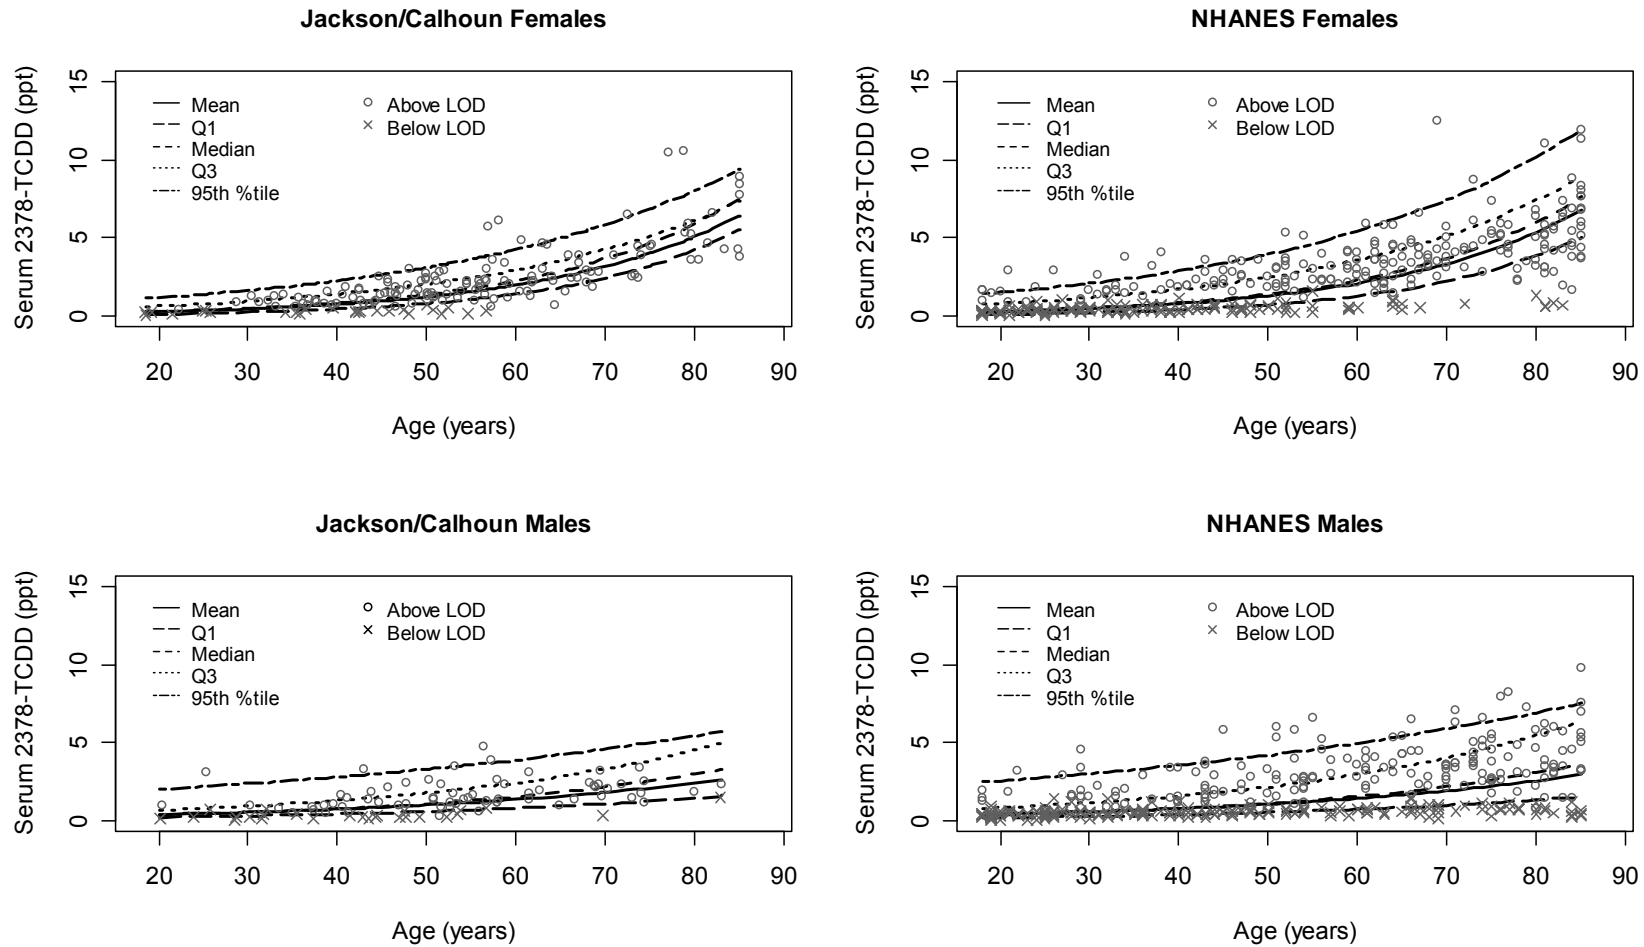 Jackson/Calhoun Females
Serum 2378-TCDD (ppt)
15
10
5
0
Mean
Q1
Median
Q3
95th %tile
Above LOD
Below LOD
20 30 40 50 60 70 80 90
Age (years)
NHANES Females
Serum 2378-TCDD (ppt)
15
10
5
0
Mean
Q1
Median
Q3
95th %tile
Above LOD
Below LOD
20 30 40 50 60 70 80 90
Age (years)
Jackson/Calhoun Males
Serum 2378-TCDD (ppt)
15
10
5
0
Mean
Q1
Median
Q3
95th %tile
Above LOD
Below LOD
20 30 40 50 60 70 80 90
Age (years)
NHANES Males
Serum 2378-TCDD (ppt)
15
10
5
0
Mean
Q1
Median
Q3
95th %tile
Above LOD
Below LOD
20 30 40 50 60 70 80 90
Age (years)